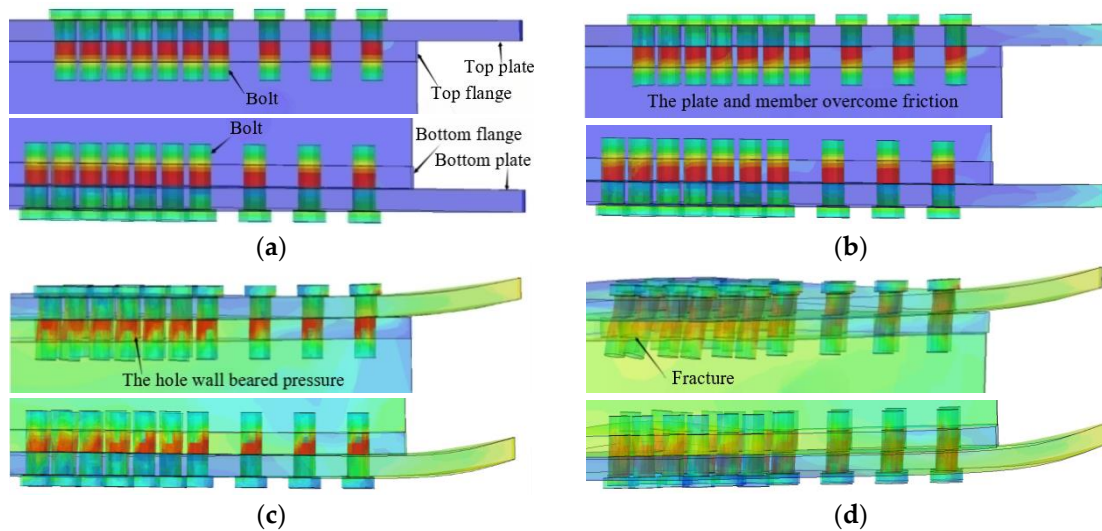 Top plate
Top flange
Bolt
Bolt
Bottom flange
Bottom plate
(a)
The plate and member overcome friction
(b)
The hole wall beared pressure
(c)
Fracture
(d)